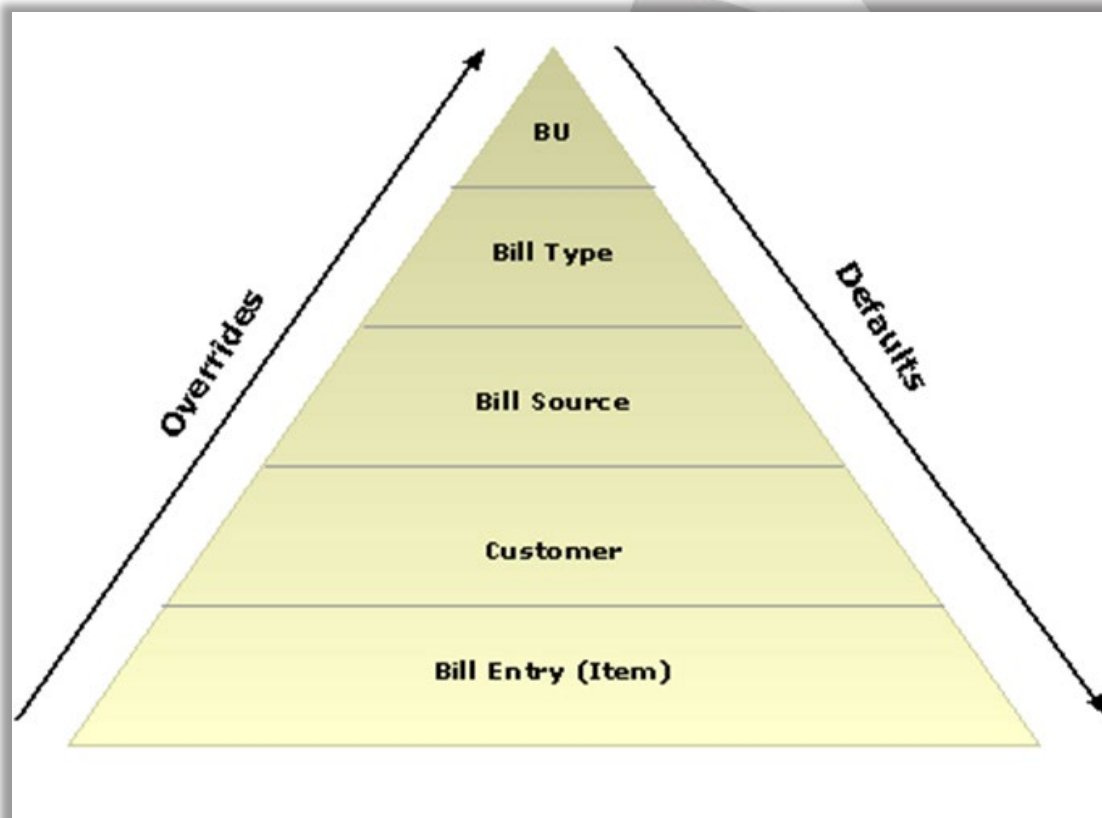 BU
Bill Type
Overrides
Defaults
Bill Source
Customer
Bill Entry (Item)